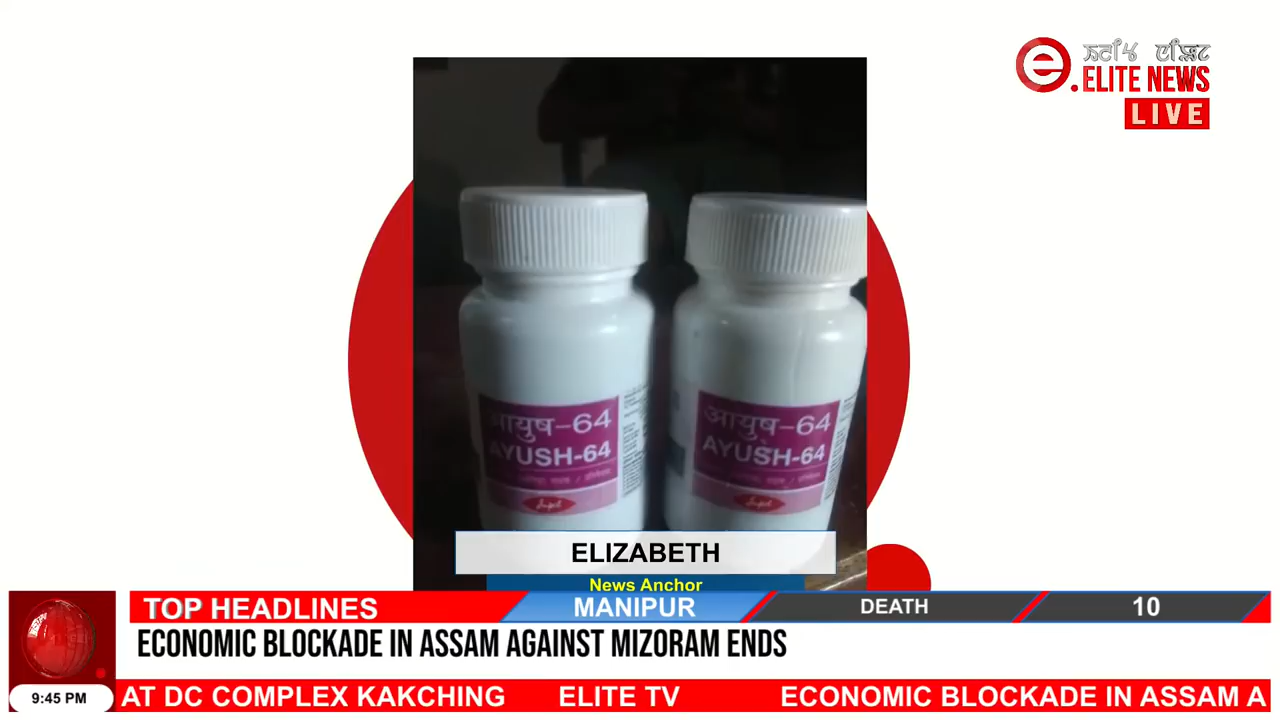 ELITE NEWS
LIVE
आयुष-64
AYUSH-64
आयुष-64
AYUSH-64
ELIZABETH
News Anchor
TOP HEADLINES
MANIPUR
DEATH
10
ECONOMIC BLOCKADE IN ASSAM AGAINST MIZORAM ENDS
9:45 PM
AT DC COMPLEX KAKCHING ELITE TV ECONOMIC BLOCKADE IN ASSAM A